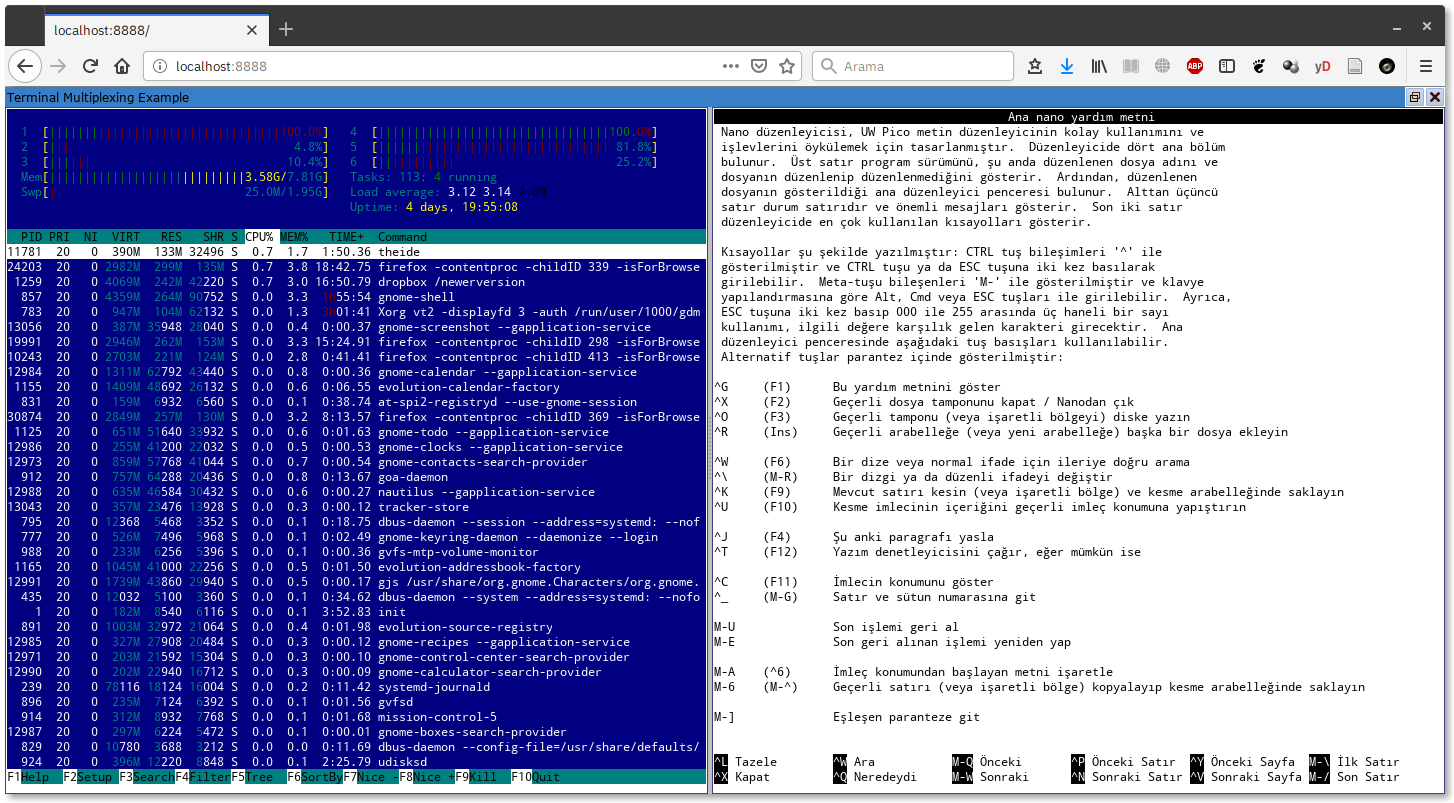 localhost:8888/
localhost:8888
Arama
ABP
yD
Terminal Multiplexing Example
1 [100.0%]
2 [4.8%]
3 [10.4%]
Mem[3.58G/7.81G]
Swp[25.0M/1.95G]
4 [100.0%]
5 [81.8%]
6 [25.2%]
Tasks: 113; 4 running
Load average: 3.12 3.14 2.09
Uptime: 4 days, 19:55:08
PID PRI NI VIRT RES SHR S CPU% MEM% TIME+ Command
11781 20 0 390M 133M 32496 S 0.7 1.7 1:50.36 theide
24203 20 0 2982M 299M 135M S 0.7 3.8 18:42.75 firefox -contentproc -childID 339 -isForBrowse
1259 20 0 4069M 242M 42220 S 0.7 3.0 16:50.79 dropbox /newerversion
857 20 0 4359M 264M 90752 S 0.0 3.3 1h55:54 gnome-shell
783 20 0 947M 104M 62132 S 0.0 1.3 3h01:41 Xorg vt2 -displayfd 3 -auth /run/user/1000/gdm
13056 20 0 387M 35948 28040 S 0.0 0.4 0:00.37 gnome-screenshot --gapplication-service
19991 20 0 2946M 262M 153M S 0.0 3.3 15:24.91 firefox -contentproc -childID 298 -isForBrowse
10243 20 0 2703M 221M 124M S 0.0 2.8 0:41.41 firefox -contentproc -childID 413 -isForBrowse
12984 20 0 1311M 62792 43440 S 0.0 0.8 0:00.36 gnome-calendar --gapplication-service
1155 20 0 1409M 48692 26132 S 0.0 0.6 0:06.55 evolution-calendar-factory
831 20 0 159M 6932 6560 S 0.0 0.1 0:38.74 at-spi2-registryd --use-gnome-session
30874 20 0 2849M 257M 130M S 0.0 3.2 8:13.57 firefox -contentproc -childID 369 -isForBrowse
1125 20 0 651M 51640 33932 S 0.0 0.6 0:01.63 gnome-todo --gapplication-service
12986 20 0 255M 41200 22032 S 0.0 0.5 0:00.53 gnome-clocks --gapplication-service
12973 20 0 859M 57768 41044 S 0.0 0.7 0:00.54 gnome-contacts-search-provider
912 20 0 757M 64288 20436 S 0.0 0.8 0:13.67 goa-daemon
12988 20 0 635M 46584 30432 S 0.0 0.6 0:00.27 nautilus --gapplication-service
13043 20 0 357M 23476 13928 S 0.0 0.3 0:00.12 tracker-store
795 20 0 12368 5468 3352 S 0.0 0.1 0:18.75 dbus-daemon --session --address=systemd: --nof
777 20 0 526M 7496 5968 S 0.0 0.1 0:02.49 gnome-keyring-daemon --daemonize --login
988 20 0 233M 6256 5396 S 0.0 0.1 0:00.36 gvfs-mtp-volume-monitor
1165 20 0 1045M 41000 22256 S 0.0 0.5 0:01.50 evolution-addressbook-factory
12991 20 0 1739M 43860 29940 S 0.0 0.5 0:00.17 gjs /usr/share/org.gnome.Characters/org.gnome.
435 20 0 12032 5100 3360 S 0.0 0.1 0:34.62 dbus-daemon --system --address=systemd: --nofo
1 20 0 182M 8540 6116 S 0.0 0.1 3:52.83 init
891 20 0 1003M 32972 21064 S 0.0 0.4 0:01.98 evolution-source-registry
12985 20 0 327M 27908 20484 S 0.0 0.3 0:00.12 gnome-recipes --gapplication-service
12971 20 0 203M 21592 15304 S 0.0 0.3 0:00.10 gnome-control-center-search-provider
12990 20 0 202M 22940 16712 S 0.0 0.3 0:00.09 gnome-calculator-search-provider
239 20 0 78116 18124 16004 S 0.0 0.2 0:11.42 systemd-journald
896 20 0 235M 7124 6392 S 0.0 0.1 0:01.56 gvfsd
914 20 0 312M 8932 7768 S 0.0 0.1 0:01.68 mission-control-5
12987 20 0 297M 6224 5472 S 0.0 0.1 0:00.01 gnome-boxes-search-provider
829 20 0 10780 3688 3212 S 0.0 0.0 0:11.69 dbus-daemon --config-file=/usr/share/defaults/
924 20 0 396M 12220 8848 S 0.0 0.1 2:25.79 udisksd
F1Help F2Setup F3SearchF4FilterF5Tree F6SortByF7Nice -F8Nice +F9Kill F10Quit
Ana nano yardım metni
Nano düzenleyicisi, UW Pico metin düzenleyicinin kolay kullanımını ve
işlevlerini öykülemek için tasarlanmıştır. Düzenleyicide dört ana bölüm
bulunur. Üst satır program sürümünü, şu anda düzenlenen dosya adını ve
dosyanın düzenlenip düzenlenmediğini gösterir. Ardından, düzenlenen
dosyanın gösterildiği ana düzenleyici penceresi bulunur. Alttan üçüncü
satır durum satırıdır ve önemli mesajları gösterir. Son iki satır
düzenleyicide en çok kullanılan kısayolları gösterir.
Kısayollar şu şekilde yazılmıştır: CTRL tuş bileşimleri '^' ile
gösterilmiştir ve CTRL tuşu ya da ESC tuşuna iki kez basılarak
girilebilir. Meta-tuşu bileşenleri 'M-' ile gösterilmiştir ve klavye
yapılandırmasına göre Alt, Cmd veya ESC tuşları ile girilebilir. Ayrıca,
ESC tuşuna iki kez basıp 000 ile 255 arasında üç haneli bir sayı
kullanımı, ilgili değere karşılık gelen karakteri girecektir. Ana
düzenleyici penceresinde aşağıdaki tuş basışları kullanılabilir.
Alternatif tuşlar parantez içinde gösterilmiştir:
^G (F1) Bu yardım metnini göster
^X (F2) Geçerli dosya tamponunu kapat / Nanodan çık
^O (F3) Geçerli tamponu (veya işaretli bölgeyi) diske yazın
^R (Ins) Geçerli arabelleğe (veya yeni arabelleğe) başka bir dosya ekleyin
^W (F6) Bir dize veya normal ifade için ileriye doğru arama
^\ (M-R) Bir dizgi ya da düzenli ifadeyi değiştir
^K (F9) Mevcut satırı kesin (veya işaretli bölge) ve kesme arabelleğinde saklayın
^U (F10) Kesme imlecinin içeriğini geçerli imleç konumuna yapıştırın
^J (F4) Şu anki paragrafı yasla
^T (F12) Yazım denetleyicisini çağır, eğer mümkün ise
^C (F11) İmlecin konumunu göster
^_ (M-G) Satır ve sütun numarasına git
M-U Son işlemi geri al
M-E Son geri alınan işlemi yeniden yap
M-A (^6) İmleç konumundan başlayan metni işaretle
M-6 (M-^) Geçerli satırı (veya işaretli bölge) kopyalayıp kesme arabelleğinde saklayın
M-] Eşleşen paranteze git
^L Tazele ^W Ara M-Q Önceki ^P Önceki Satır ^Y Önceki Sayfa M-\ İlk Satır
^X Kapat ^Q Neredeydi M-W Sonraki ^N Sonraki Satır ^V Sonraki Sayfa M-/ Son Satır